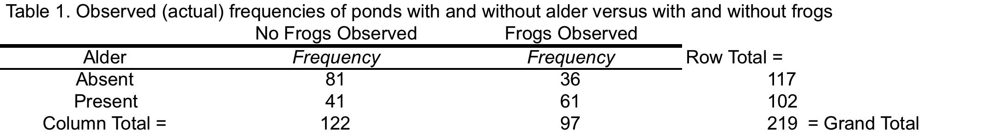 Table 1. Observed (actual) frequencies of ponds with and without alder versus with and without frogs
No Frogs Observed Frogs Observed
Alder Frequency Frequency Row Total =
Absent 81 36 117
Present 41 61 102
Column Total = 122 97 219 = Grand Total